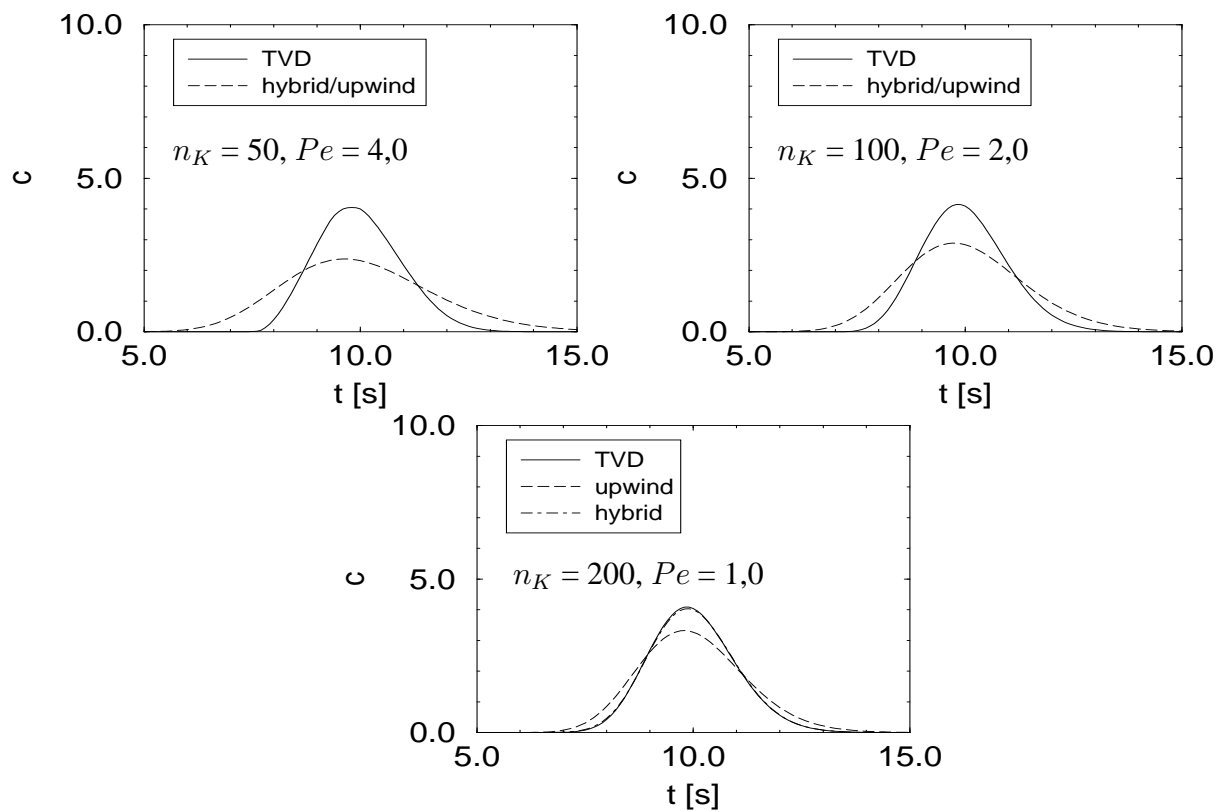 10.0
TVD
hybrid/upwind
n_K = 50, Pe = 4,0
c
5.0
0.0
5.0 10.0 15.0
t [s]
10.0
TVD
hybrid/upwind
n_K = 100, Pe = 2,0
c
5.0
0.0
5.0 10.0 15.0
t [s]
10.0
TVD
upwind
hybrid
n_K = 200, Pe = 1,0
c
5.0
0.0
5.0 10.0 15.0
t [s]